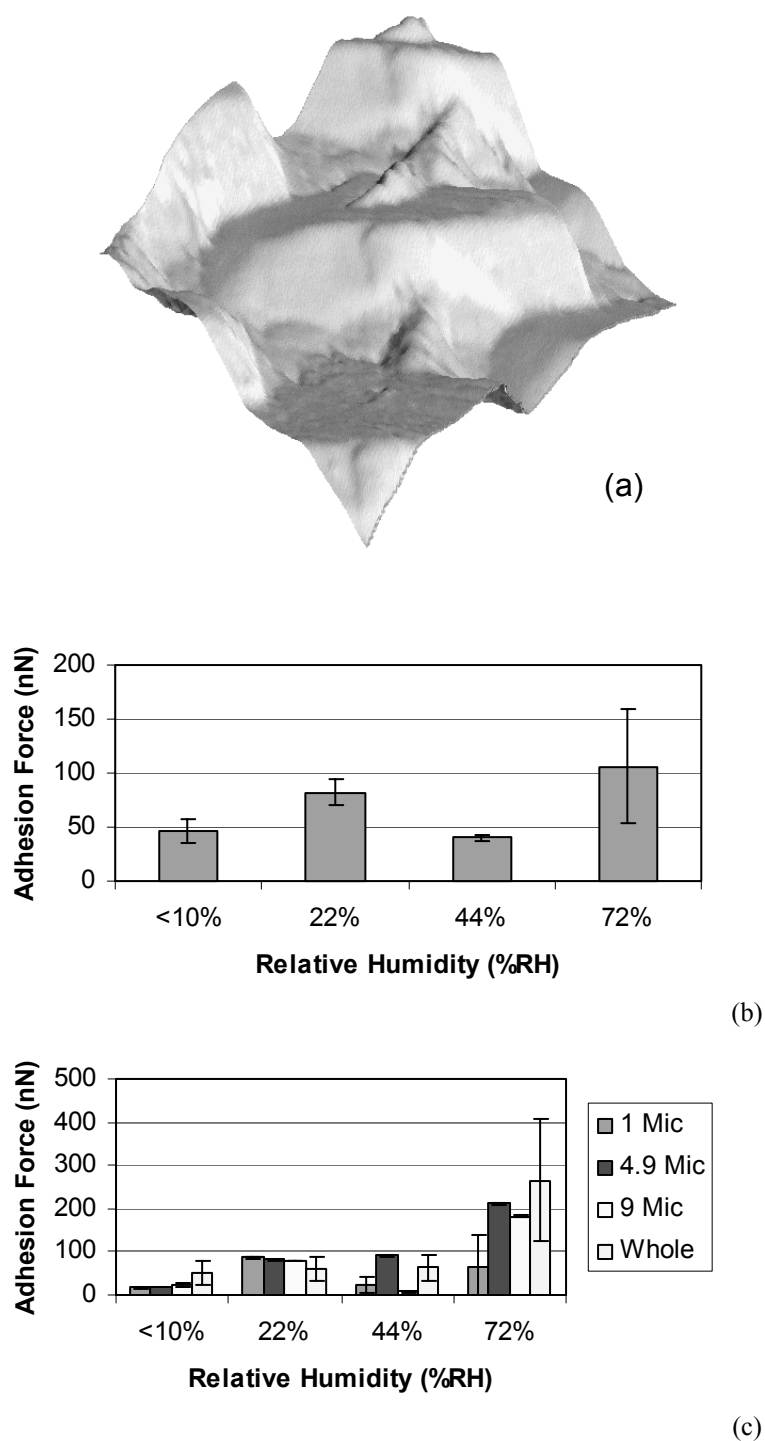 (a)
200
150
100
50
0
Adhesion Force (nN)
<10% 22% 44% 72%
Relative Humidity (%RH)
(b)
500
400
300
200
100
0
Adhesion Force (nN)
<10% 22% 44% 72%
Relative Humidity (%RH)
1 Mic
4.9 Mic
9 Mic
Whole
(c)